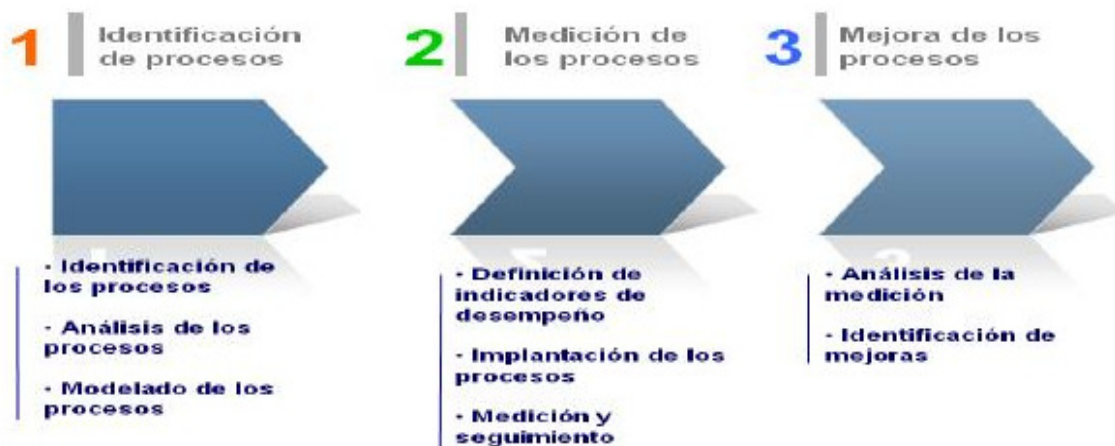 1
Identificación
de procesos
2
Medición de
los procesos
3
Mejora de los
procesos
- Identificación de
los procesos
- Análisis de los
procesos
- Modelado de los
procesos
- Definición de
indicadores de
desempeño
- Implantación de los
procesos
- Medición y
seguimiento
- Análisis de la
medición
- Identificación de
mejoras